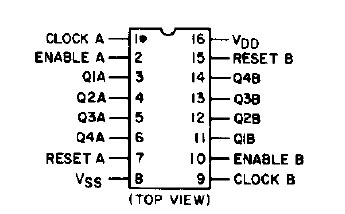 CLOCK A 1 16 VDD
ENABLE A 2 15 RESET B
Q1A 3 14 Q4B
Q2A 4 13 Q3B
Q3A 5 12 Q2B
Q4A 6 11 Q1B
RESET A 7 10 ENABLE B
VSS 8 9 CLOCK B
(TOP VIEW)